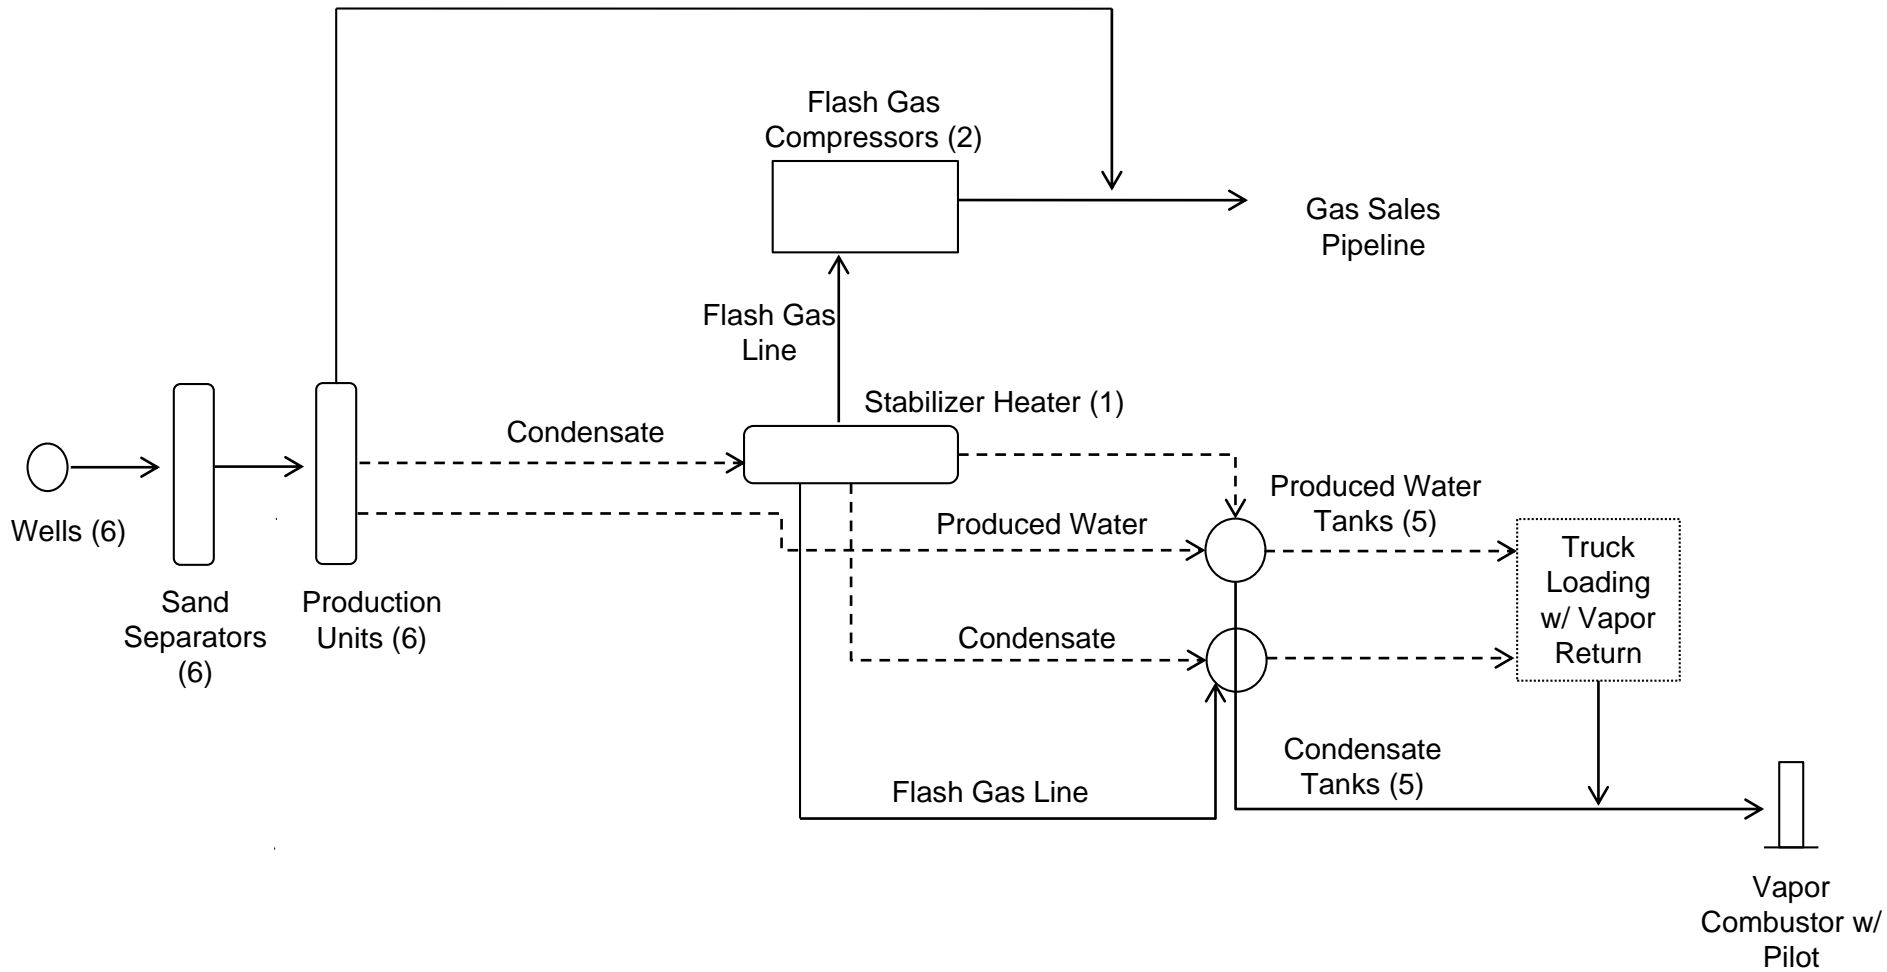 Flash Gas
Compressors (2)
Gas Sales
Pipeline
Flash Gas
Line
Stabilizer Heater (1)
Condensate
Wells (6)
Sand
Separators
(6)
Production
Units (6)
Produced Water
Produced Water
Tanks (5)
Condensate
Truck
Loading
w/ Vapor
Return
Flash Gas Line
Condensate
Tanks (5)
Vapor
Combustor w/
Pilot